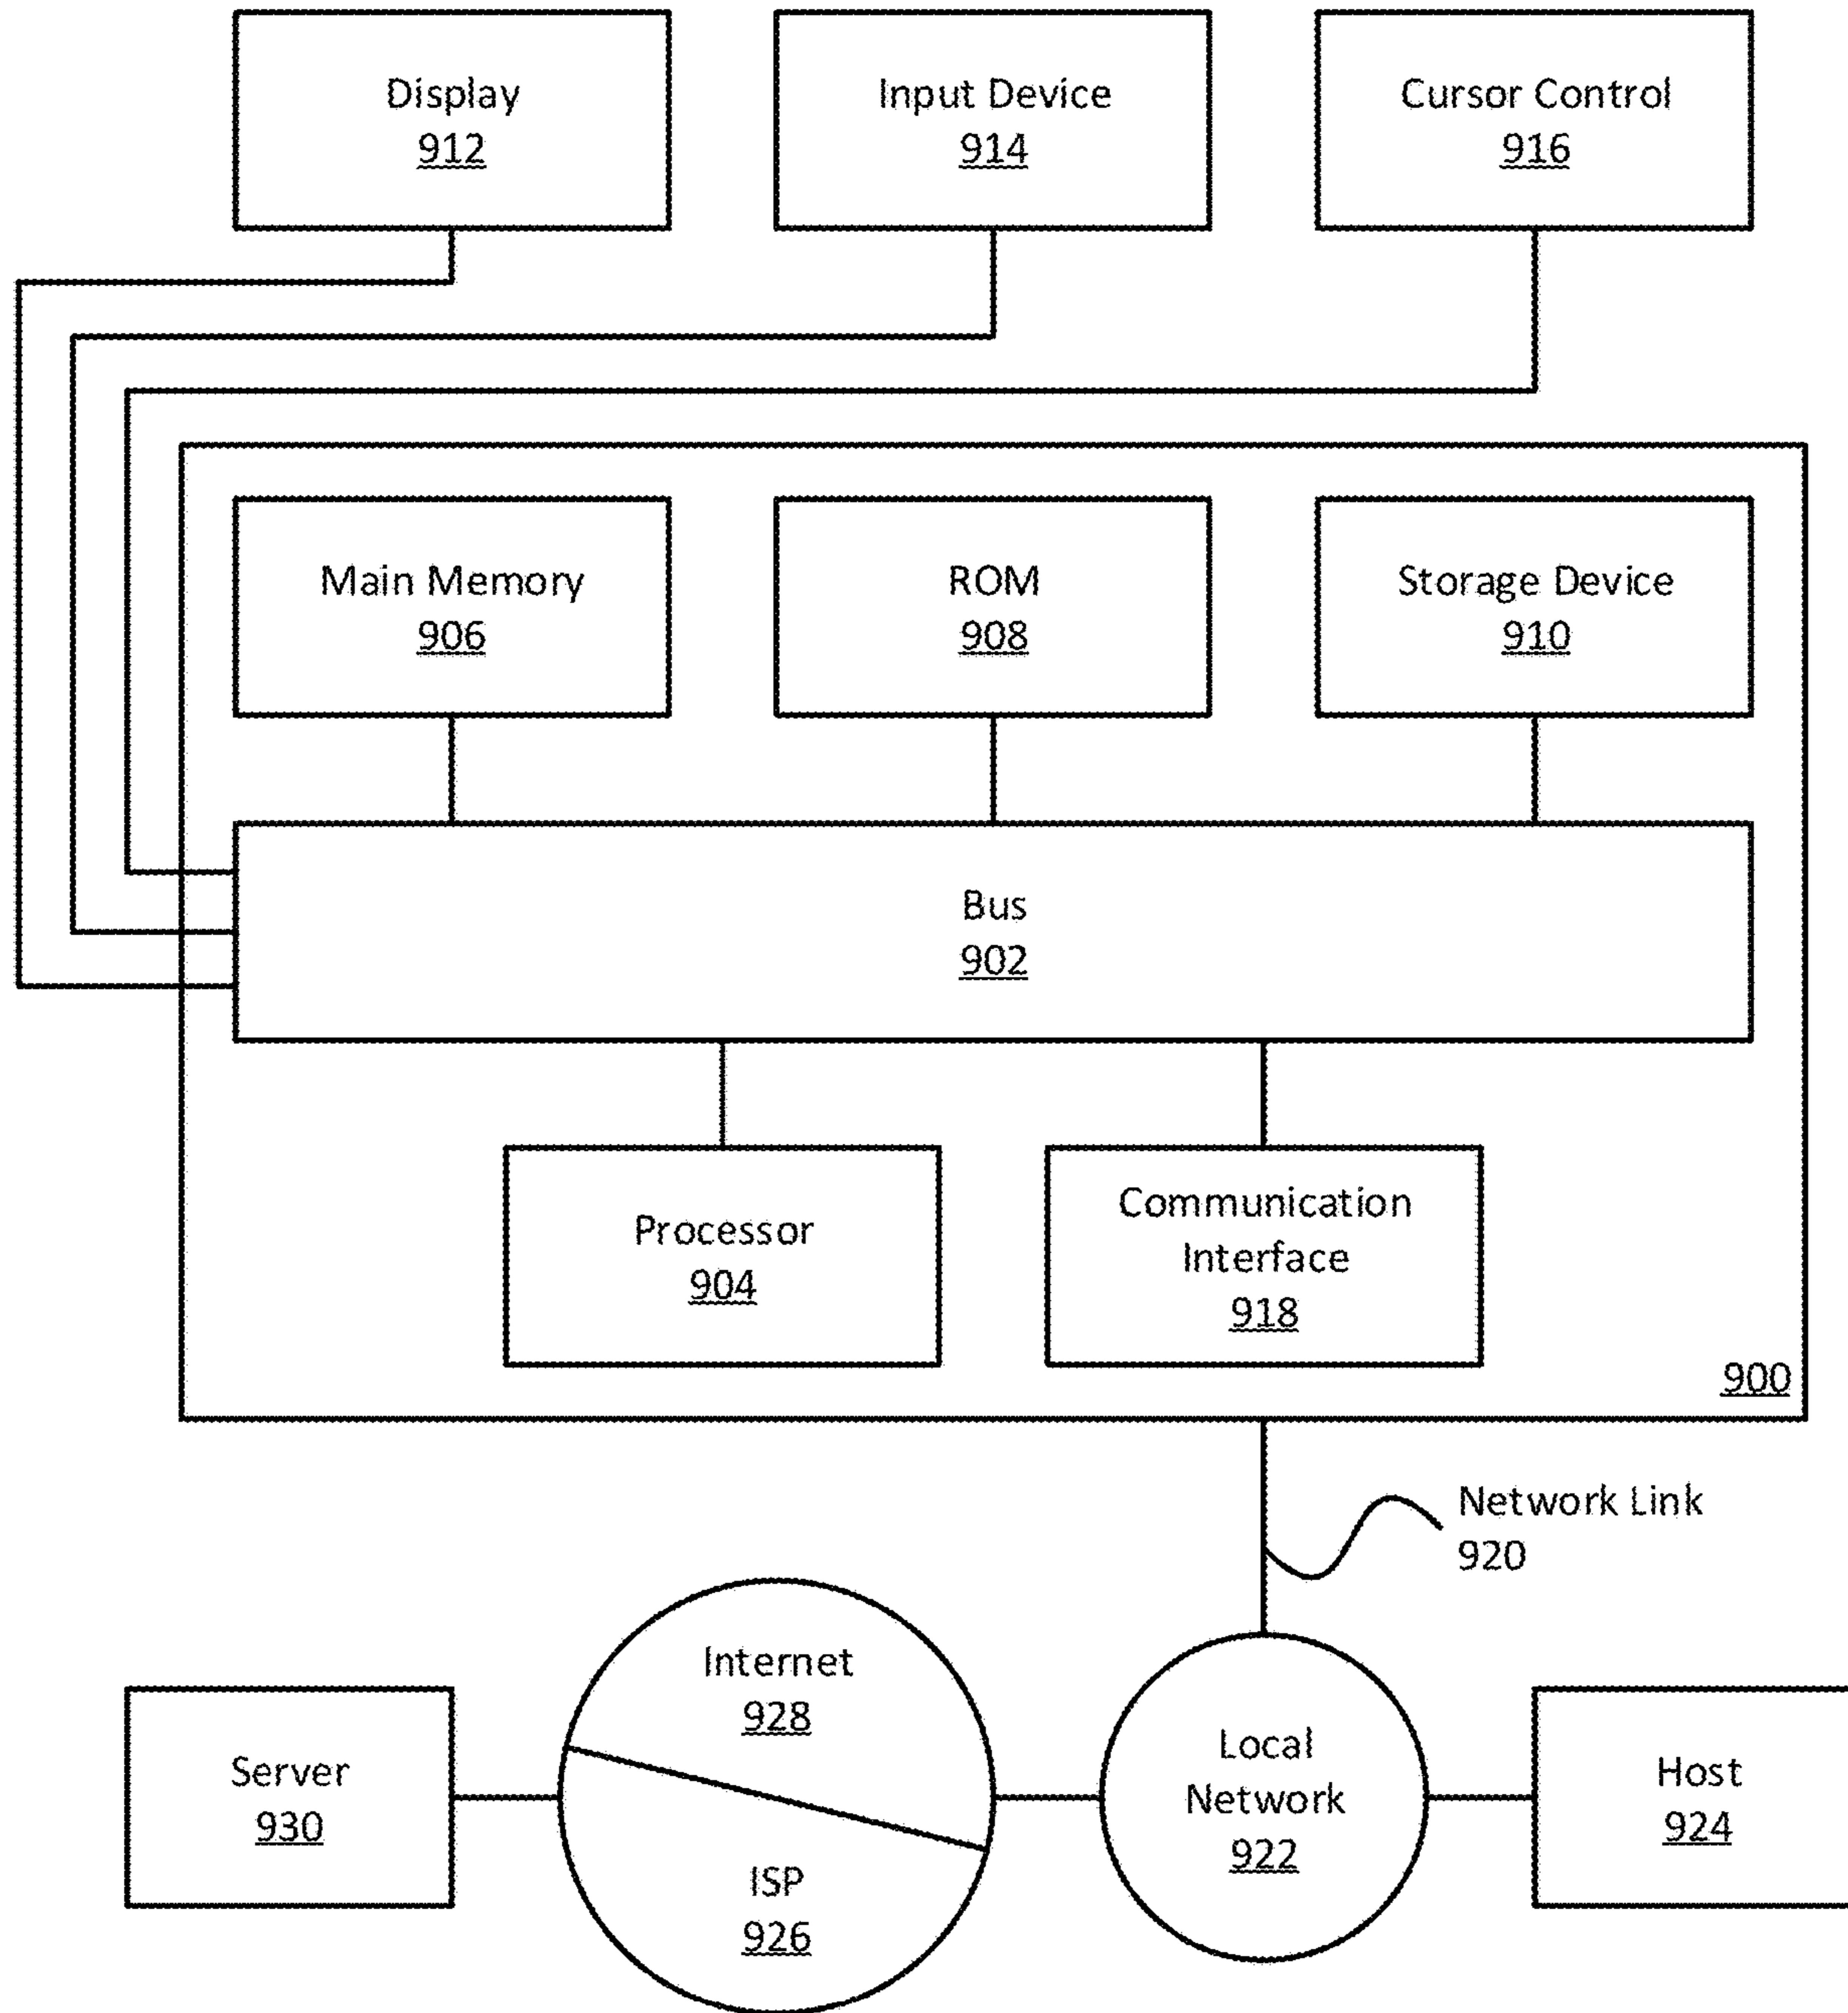 Display
912
Input Device
914
Cursor Control
916
Main Memory
906
ROM
908
Storage Device
910
Bus
902
Processor
904
Communication
Interface
918
900
Network Link
920
Internet
928
ISP
926
Server
930
Local
Network
922
Host
924